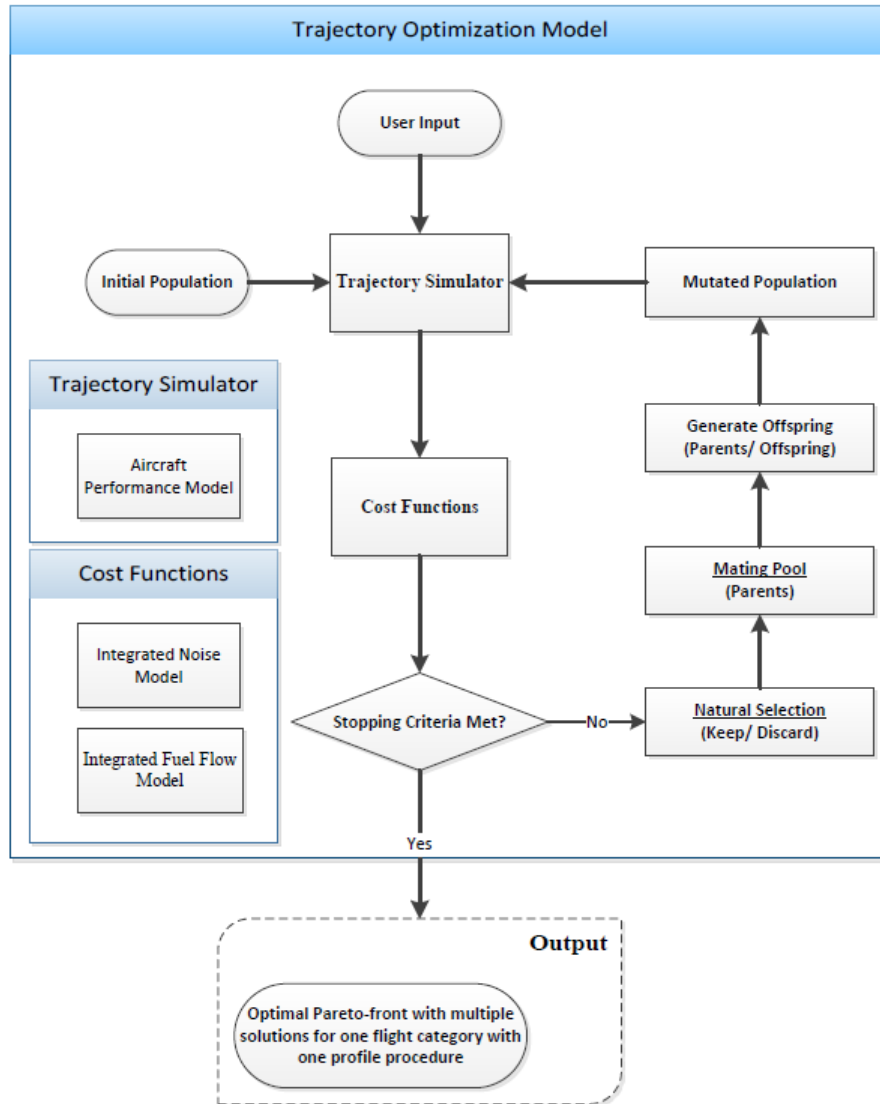 Trajectory Optimization Model
User Input
Initial Population
Trajectory Simulator
Mutated Population
Trajectory Simulator
Aircraft
Performance Model
Generate Offspring
(Parents/ Offspring)
Cost Functions
Mating Pool
(Parents)
Cost Functions
Integrated Noise
Model
Integrated Fuel Flow
Model
Stopping Criteria Met?
No
Natural Selection
(Keep/ Discard)
Yes
Output
Optimal Pareto-front with multiple
solutions for one flight category with
one profile procedure